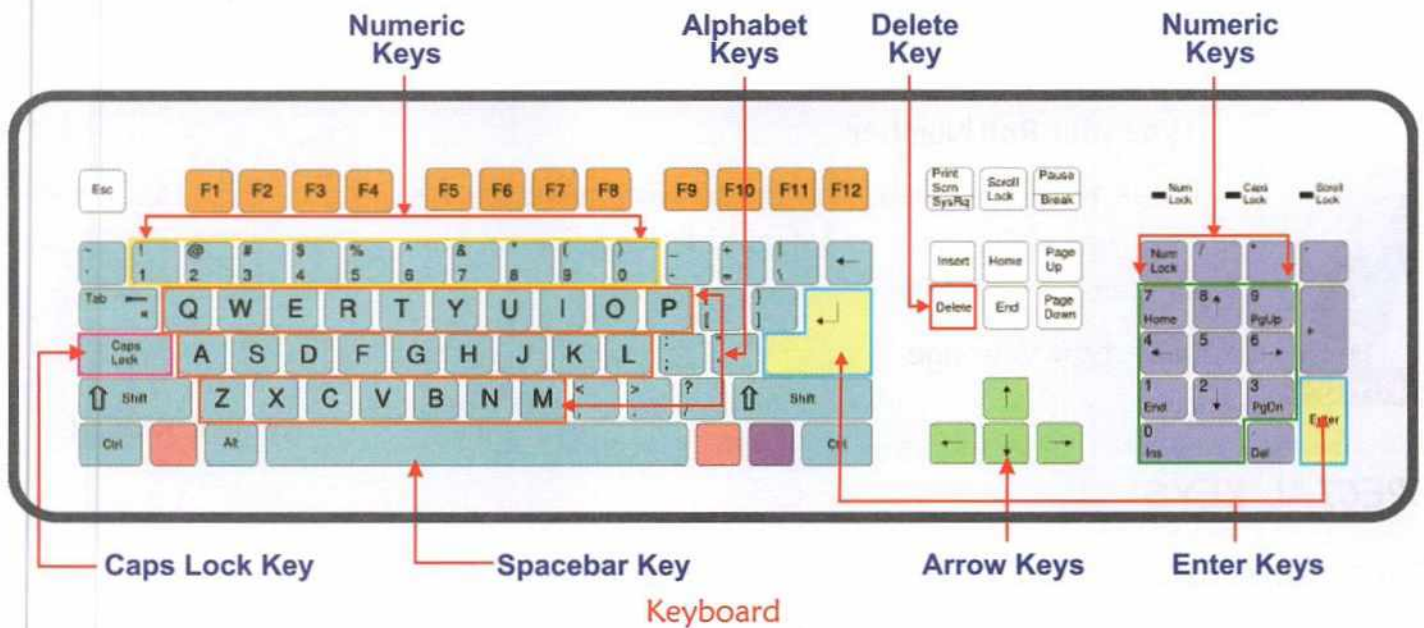 Numeric Keys
Alphabet Keys
Delete Key
Numeric Keys
Esc F1 F2 F3 F4 F5 F6 F7 F8 F9 F10 F11 F12 Print Scrn SysRq Scroll Lock Pause Break Num Lock Caps Lock Scroll Lock
~ ! @ # $ % ^ & * ( ) _ + |
` 1 2 3 4 5 6 7 8 9 0 - = \ ← Insert Home Page Up Num Lock / * -
Tab Q W E R T Y U I O P { [ } ] Delete End Page Down 7 Home 8 ↑ 9 PgUp +
Caps Lock A S D F G H J K L : ; " 4 ← 5 6 →
⇧ Shift Z X C V B N M < > ? / ⇧ Shift ↑ 1 End 2 ↓ 3 PgDn Enter
Ctrl Alt Ctrl ← ↓ → 0 Ins . Del
Caps Lock Key
Spacebar Key
Arrow Keys
Enter Keys
Keyboard